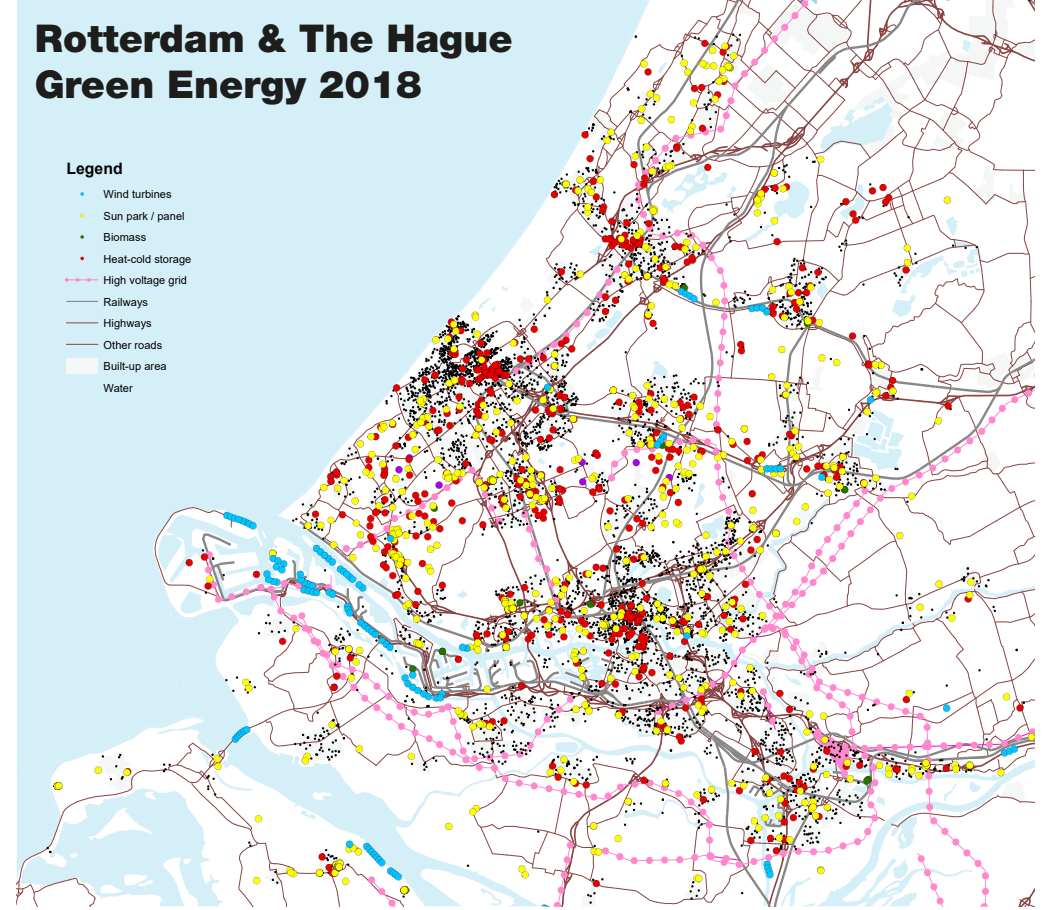 Rotterdam & The Hague
Green Energy 2018
Legend
Wind turbines
Sun park / panel
Biomass
Heat-cold storage
High voltage grid
Railways
Highways
Other roads
Built-up area
Water